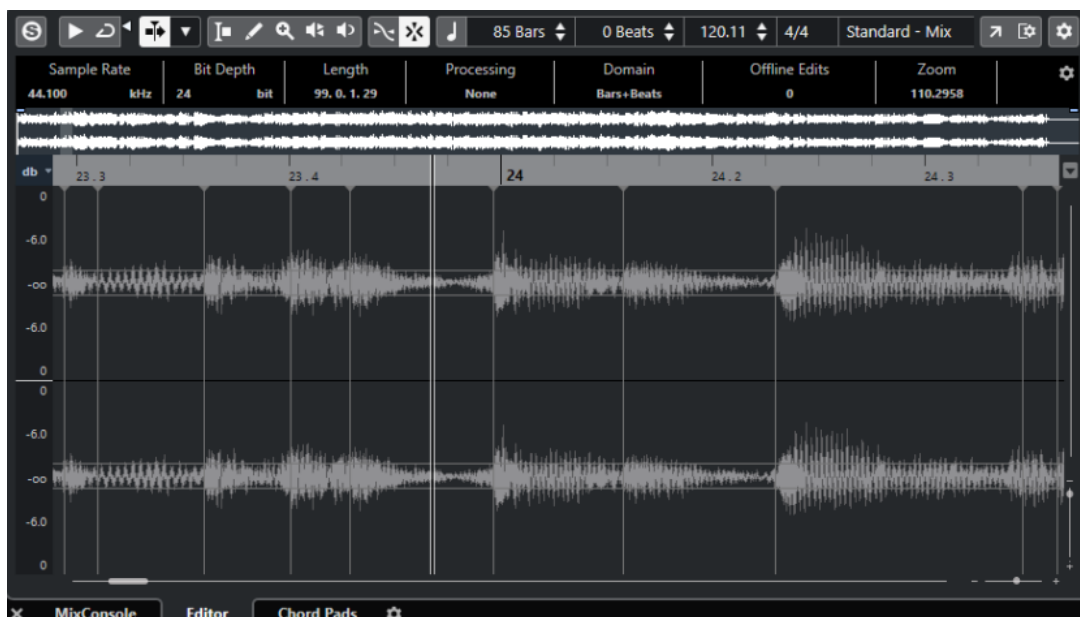 85 Bars 0 Beats 120.11 4/4 Standard - Mix
Sample Rate Bit Depth Length Processing Domain Offline Edits Zoom
44.100 kHz 24 bit 99. 0. 1. 29 None Bars+Beats 0 110.2958
db 23.3 23.4 24 24.2 24.3
0
-6.0
-oo
-6.0
0
0
-6.0
-oo
-6.0
0
MixConsole Editor Chord Pads